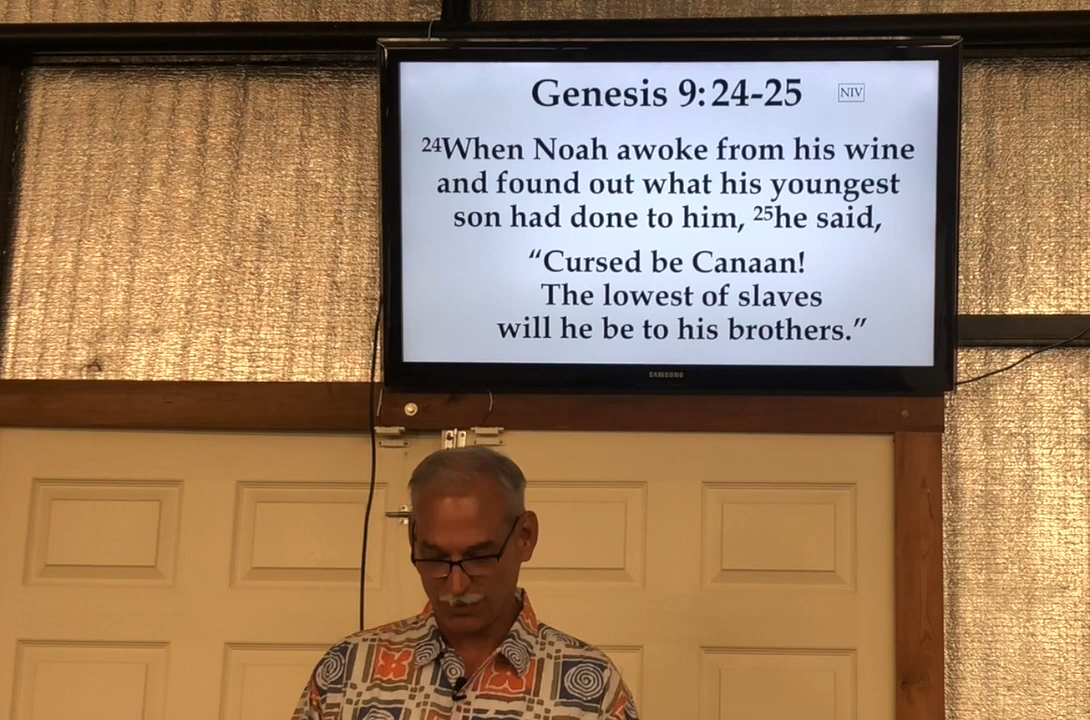 Genesis 9:24-25 NIV
24When Noah awoke from his wine
and found out what his youngest
son had done to him, 25he said,
“Cursed be Canaan!
The lowest of slaves
will he be to his brothers.”
SAMSUNG